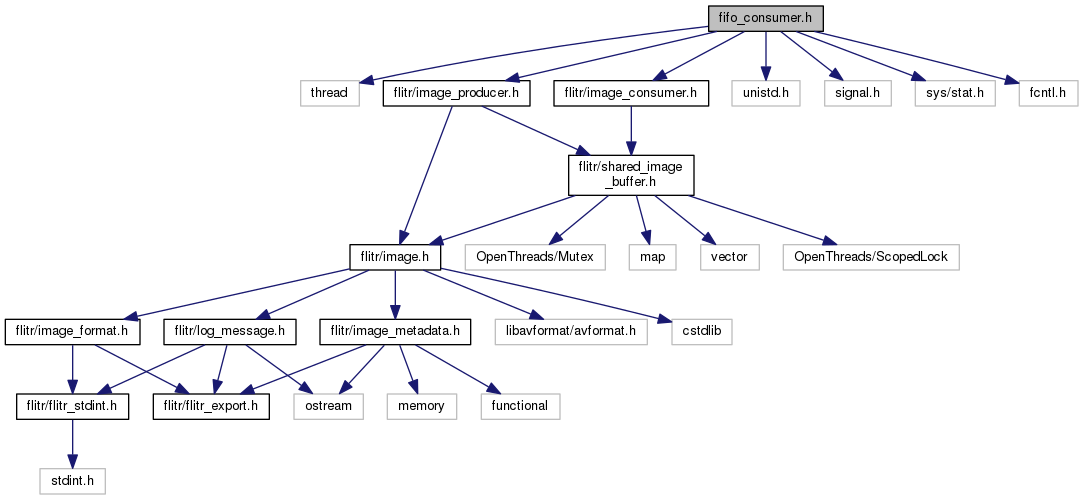 fifo_consumer.h
thread
flitr/image_producer.h
flitr/image_consumer.h
unistd.h
signal.h
sys/stat.h
fcntl.h
flitr/shared_image
_buffer.h
flitr/image.h
OpenThreads/Mutex
map
vector
OpenThreads/ScopedLock
flitr/image_format.h
flitr/log_message.h
flitr/image_metadata.h
libavformat/avformat.h
cstdlib
flitr/flitr_stdint.h
flitr/flitr_export.h
ostream
memory
functional
stdint.h